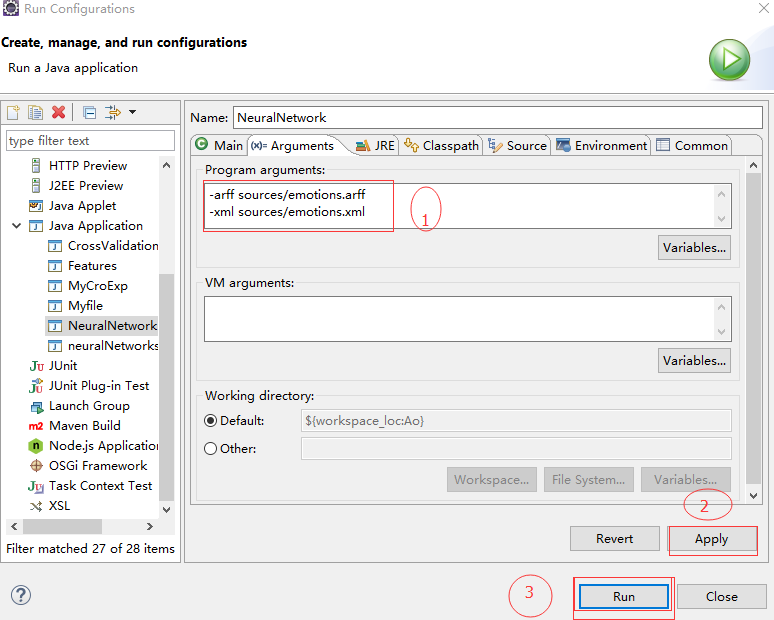 Run Configurations
Create, manage, and run configurations
Run a Java application
type filter text
HTTP Preview
J2EE Preview
Java Applet
Java Application
CrossValidation
Features
MyCroExp
Myfile
NeuralNetwork
neuralNetworks
JU JUnit
JU JUnit Plug-in Test
Launch Group
m2 Maven Build
n Node.js Application
OSGi Framework
JU Task Context Test
XSL
Filter matched 27 of 28 items
Name: NeuralNetwork
Main (x)= Arguments JRE Classpath Source Environment Common
Program arguments:
-arff sources/emotions.arff
-xml sources/emotions.xml
1
Variables...
VM arguments:
Variables...
Working directory:
Default: ${workspace_loc:Ao}
Other:
Workspace... File System... Variables...
2
Revert Apply
3
Run Close